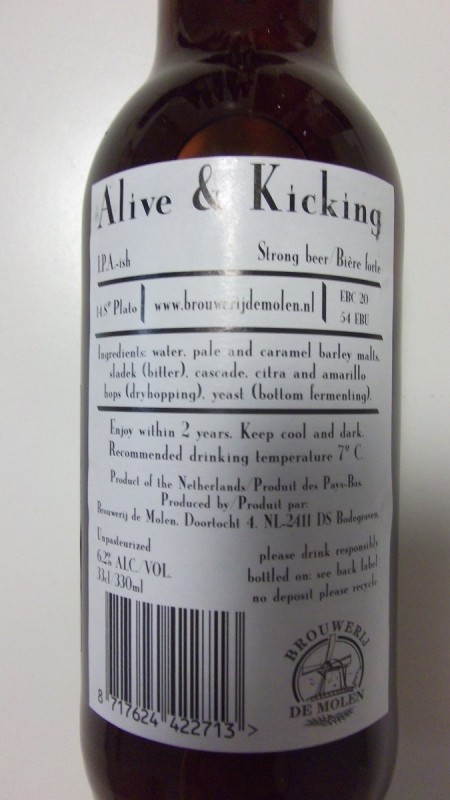 Alive & Kicking
I.P.A.-ish
Strong beer/Bière forte
14.8° Plato
www.brouwerijdemolen.nl
EBC 20
54 EBU
Ingredients: water, pale and caramel barley malts,
sladek (bitter), cascade, citra and amarillo
hops (dryhopping), yeast (bottom fermenting).
Enjoy within 2 years. Keep cool and dark.
Recommended drinking temperature 7° C.
Product of the Netherlands/Produit des Pays-Bas.
Produced by/Produit par:
Brouwerij de Molen, Doortocht 4, NL-2411 DS Bodegraven
Unpasteurized
6.2% ALC./VOL.
33cl/330ml
please drink responsibly
bottled on: see back label
no deposit please recycle
BROUWERIJ
DE MOLEN
8 717624 422713 >